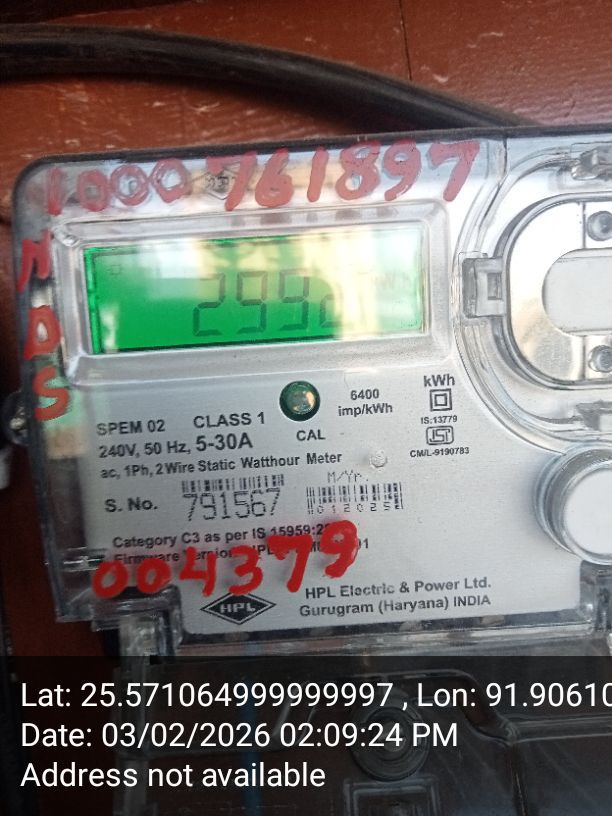 1000761897
N
D
S
299
SPEM 02 CLASS 1
240V, 50 Hz, 5-30A
ac, 1Ph, 2 Wire Static Watthour Meter
CAL
6400
imp/kWh
kWh
IS:13779
ISI
CM/L-9190783
S. No. 791567
M/Yr.
012025
Category C3 as per IS 15959:2
Firmware
004379
HPL
HPL Electric & Power Ltd.
Gurugram (Haryana) INDIA
Lat: 25.571064999999997 , Lon: 91.90610
Date: 03/02/2026 02:09:24 PM
Address not available